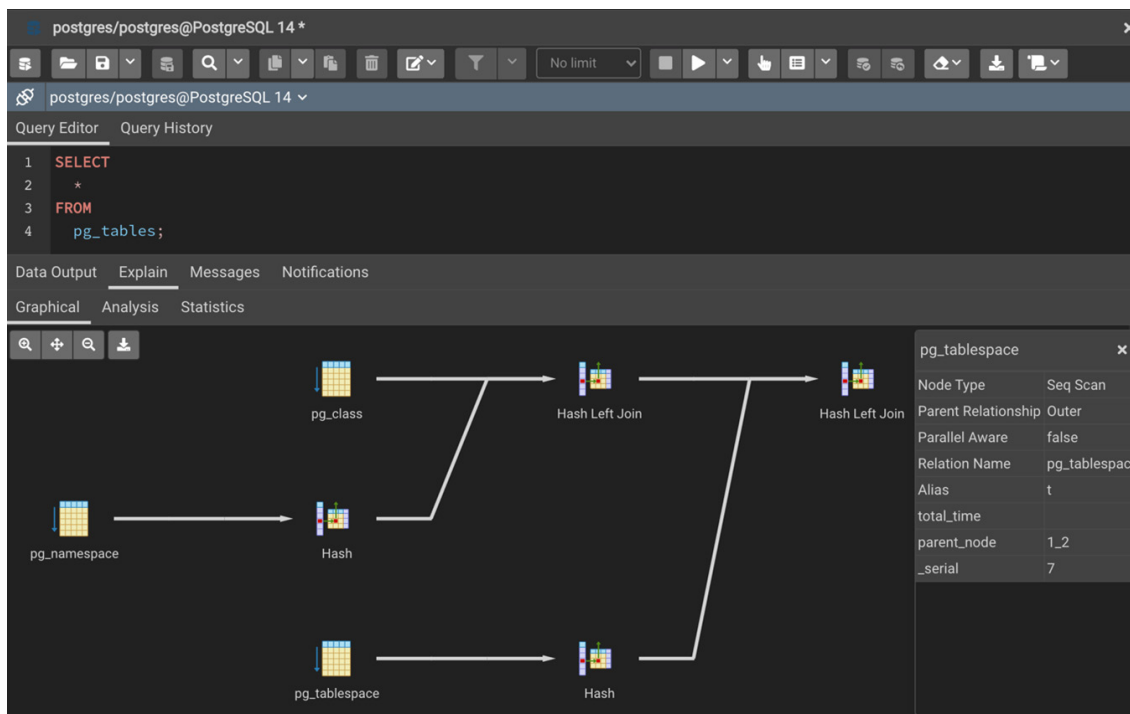 postgres/postgres@PostgreSQL 14 *
No limit
postgres/postgres@PostgreSQL 14
Query Editor Query History
1 SELECT
2 *
3 FROM
4 pg_tables;
Data Output Explain Messages Notifications
Graphical Analysis Statistics
pg_class
Hash Left Join
Hash Left Join
pg_namespace
Hash
pg_tablespace
Hash
pg_tablespace
Node Type Seq Scan
Parent Relationship Outer
Parallel Aware false
Relation Name pg_tablespac
Alias t
total_time
parent_node 1_2
_serial 7